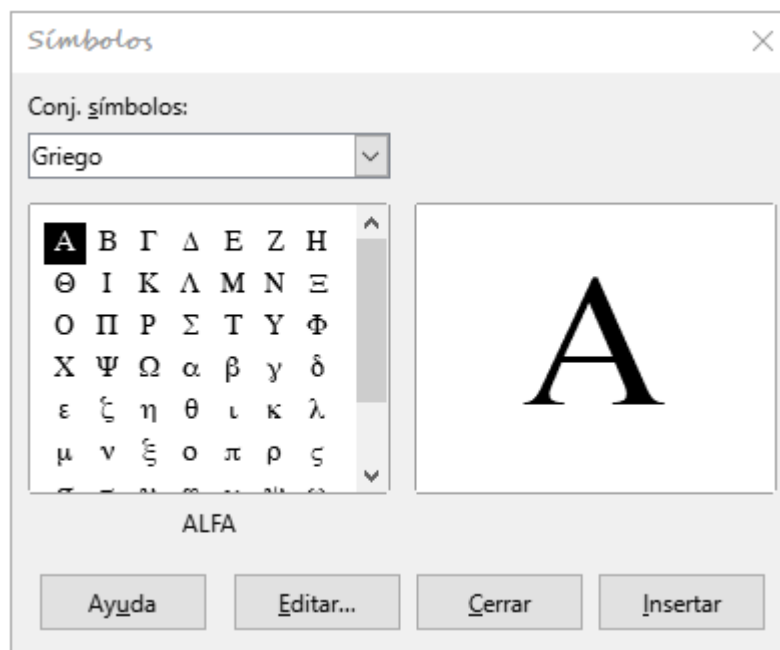 Símbolos
Conj. símbolos:
Griego
Α Β Γ Δ Ε Ζ Η
Θ Ι Κ Λ Μ Ν Ξ
Ο Π Ρ Σ Τ Υ Φ
Χ Ψ Ω α β γ δ
ε ζ η θ ι κ λ
μ ν ξ ο π ρ ς
Α
ALFA
Ayuda Editar... Cerrar Insertar